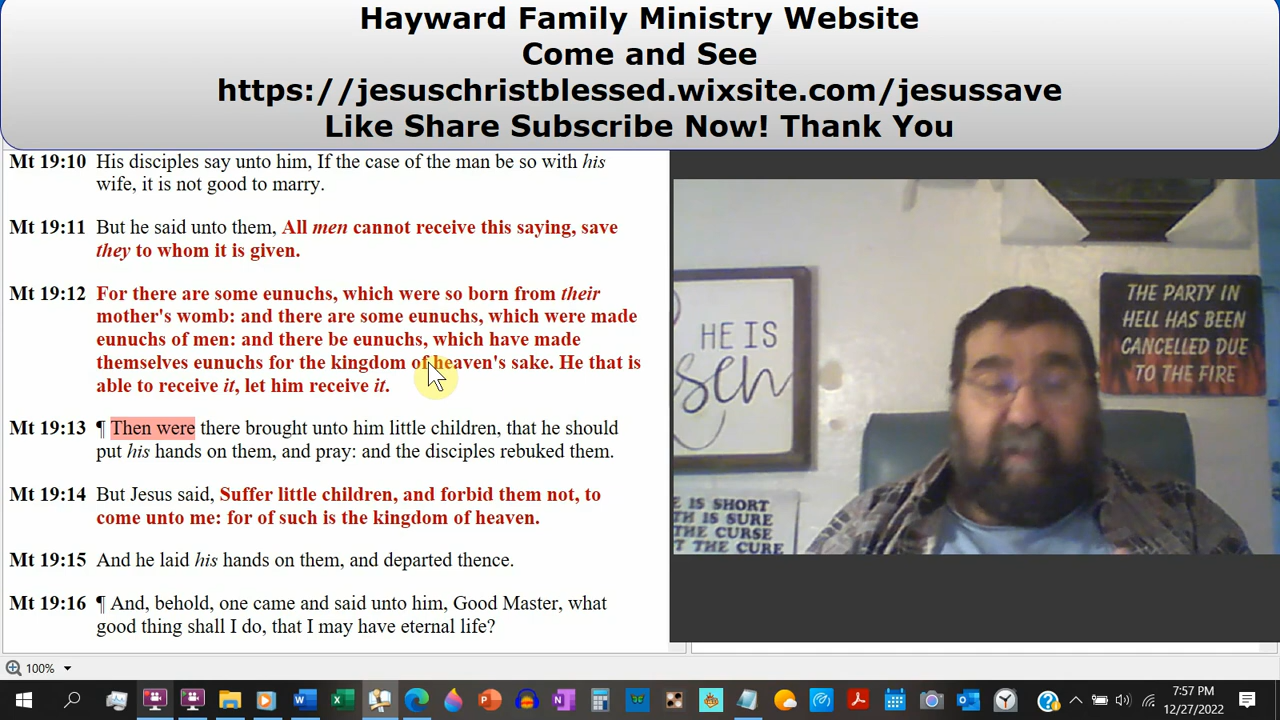 Hayward Family Ministry Website
Come and See
https://jesuschristblessed.wixsite.com/jesussave
Like Share Subscribe Now! Thank You
Mt 19:10 His disciples say unto him, If the case of the man be so with his
wife, it is not good to marry.
Mt 19:11 But he said unto them, All men cannot receive this saying, save
they to whom it is given.
Mt 19:12 For there are some eunuchs, which were so born from their
mother's womb: and there are some eunuchs, which were made
eunuchs of men: and there be eunuchs, which have made
themselves eunuchs for the kingdom of heaven's sake. He that is
able to receive it, let him receive it.
Mt 19:13 ¶ Then were there brought unto him little children, that he should
put his hands on them, and pray: and the disciples rebuked them.
Mt 19:14 But Jesus said, Suffer little children, and forbid them not, to
come unto me: for of such is the kingdom of heaven.
Mt 19:15 And he laid his hands on them, and departed thence.
Mt 19:16 ¶ And, behold, one came and said unto him, Good Master, what
good thing shall I do, that I may have eternal life?
HE IS
isen
E IS SHORT
TH IS SURE
THE CURSE
T THE CURE
THE PARTY IN
HELL HAS BEEN
CANCELLED DUE
TO THE FIRE
100%
7:57 PM
12/27/2022